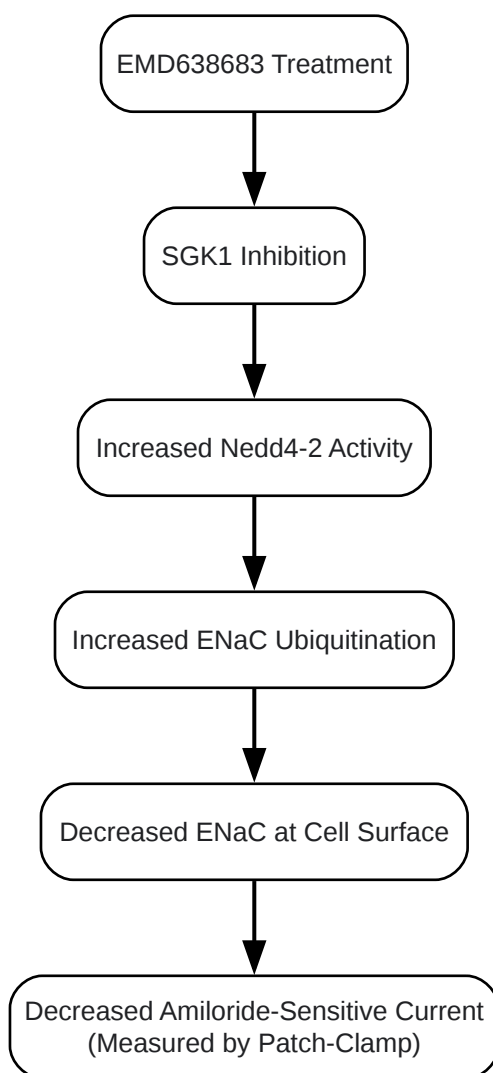 EMD638683 Treatment
SGK1 Inhibition
Increased Nedd4-2 Activity
Increased ENaC Ubiquitination
Decreased ENaC at Cell Surface
Decreased Amiloride-Sensitive Current
(Measured by Patch-Clamp)